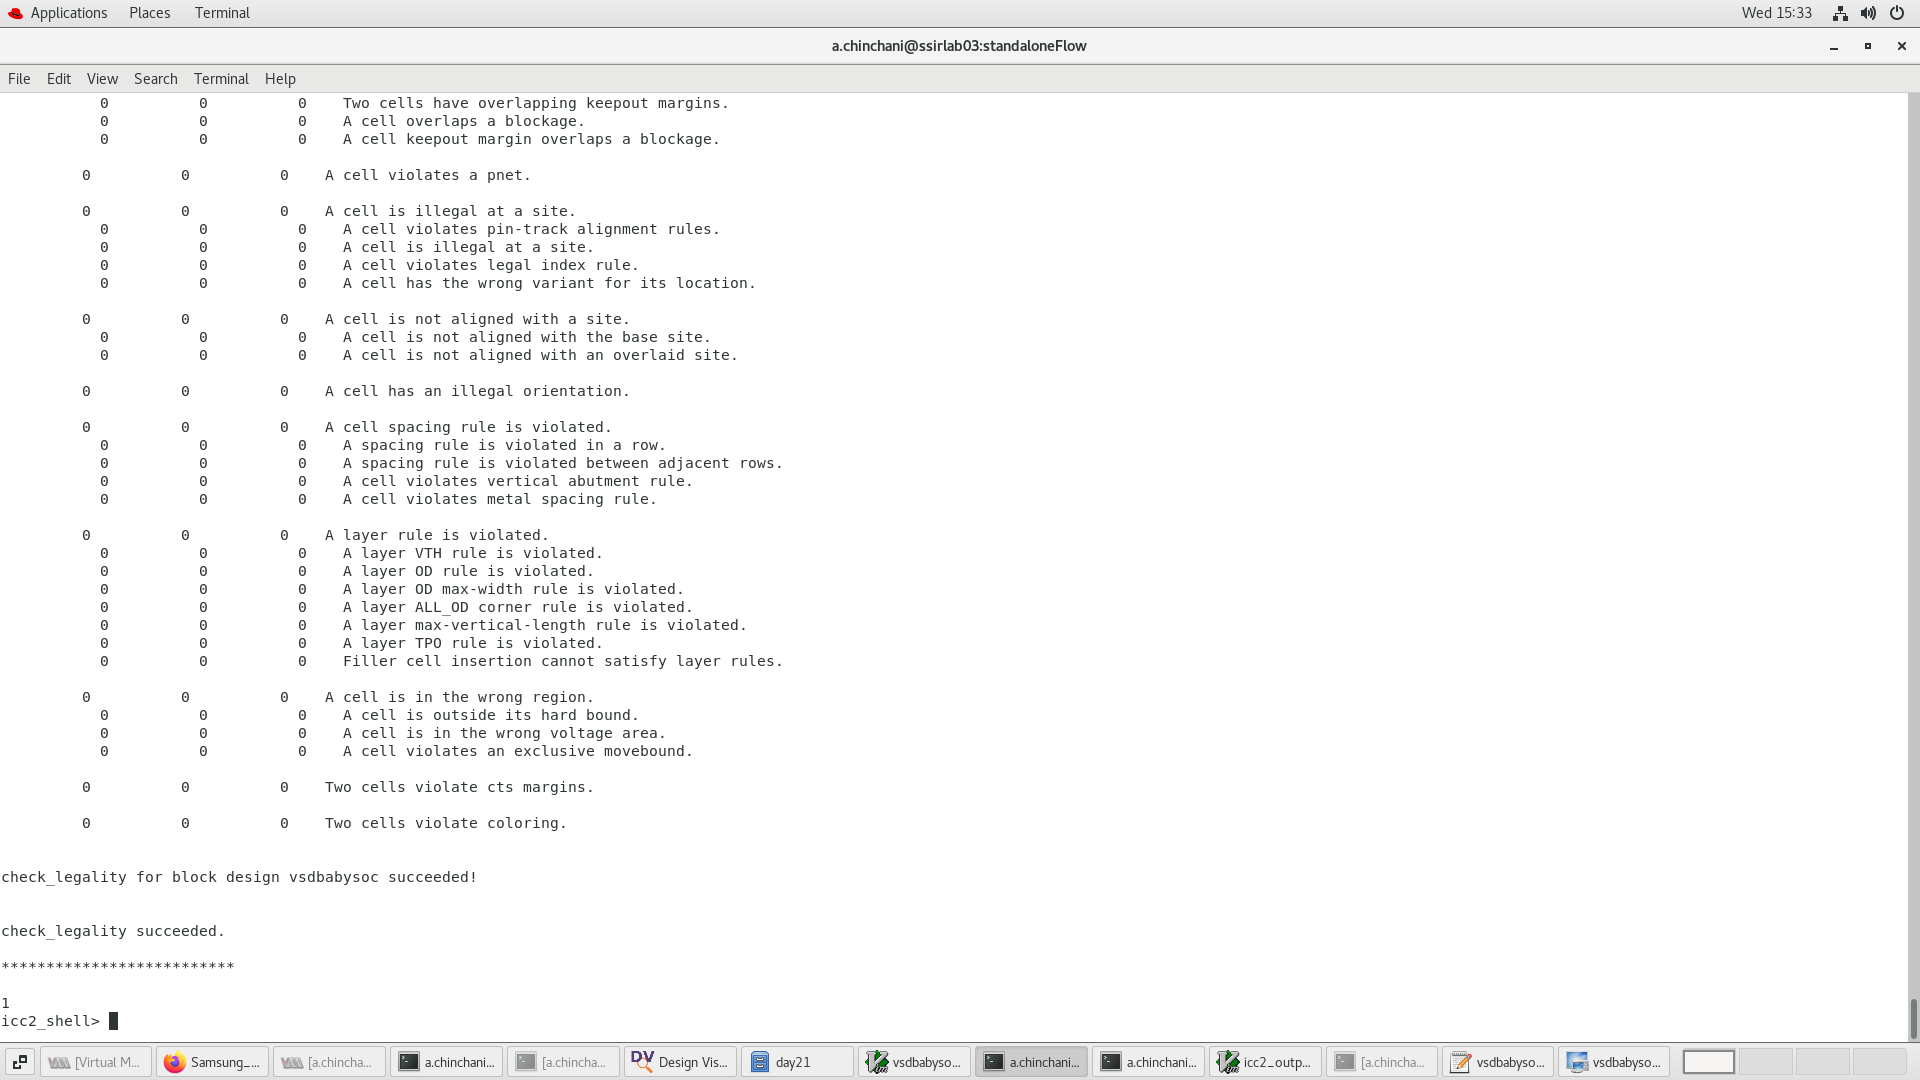 Applications Places Terminal Wed 15:33
a.chinchani@ssirlab03:standaloneFlow
File Edit View Search Terminal Help
0 0 0 Two cells have overlapping keepout margins.
0 0 0 A cell overlaps a blockage.
0 0 0 A cell keepout margin overlaps a blockage.
0 0 0 A cell violates a pnet.
0 0 0 A cell is illegal at a site.
0 0 0 A cell violates pin-track alignment rules.
0 0 0 A cell is illegal at a site.
0 0 0 A cell violates legal index rule.
0 0 0 A cell has the wrong variant for its location.
0 0 0 A cell is not aligned with a site.
0 0 0 A cell is not aligned with the base site.
0 0 0 A cell is not aligned with an overlaid site.
0 0 0 A cell has an illegal orientation.
0 0 0 A cell spacing rule is violated.
0 0 0 A spacing rule is violated in a row.
0 0 0 A spacing rule is violated between adjacent rows.
0 0 0 A cell violates vertical abutment rule.
0 0 0 A cell violates metal spacing rule.
0 0 0 A layer rule is violated.
0 0 0 A layer VTH rule is violated.
0 0 0 A layer OD rule is violated.
0 0 0 A layer OD max-width rule is violated.
0 0 0 A layer ALL_OD corner rule is violated.
0 0 0 A layer max-vertical-length rule is violated.
0 0 0 A layer TPO rule is violated.
0 0 0 Filler cell insertion cannot satisfy layer rules.
0 0 0 A cell is in the wrong region.
0 0 0 A cell is outside its hard bound.
0 0 0 A cell is in the wrong voltage area.
0 0 0 A cell violates an exclusive movebound.
0 0 0 Two cells violate cts margins.
0 0 0 Two cells violate coloring.
check_legality for block design vsdbabysoc succeeded!
check_legality succeeded.
**************************
1
icc2_shell>
[Virtual M... Samsung_... [a.chincha... a.chinchani... [a.chincha... DV Design Vis... day21 vsdbabyso... a.chinchani... a.chinchani... icc2_outp... [a.chincha... vsdbabyso... vsdbabyso...